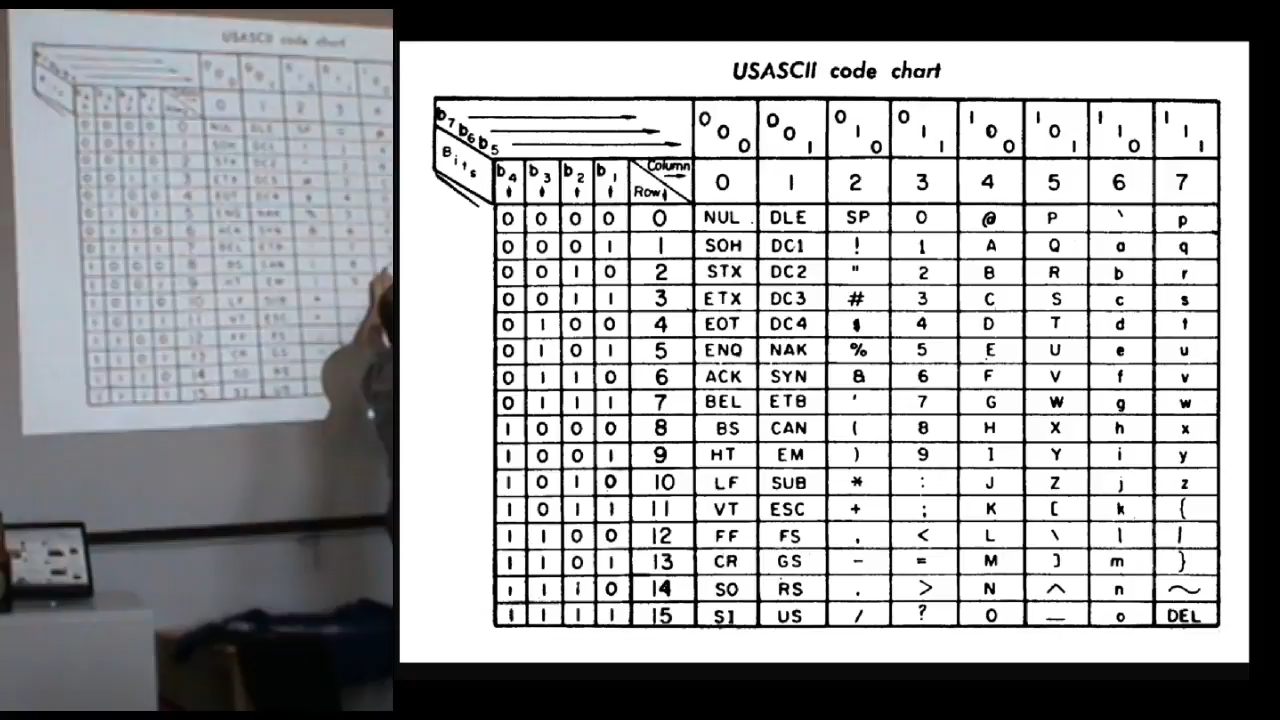 USASCII code chart
b7 b6 b5 0 0 0 0 0 1 0 1 0 0 1 1 1 0 0 1 0 1 1 1 0 1 1 1
Bits b4 b3 b2 b1 Column Row 0 1 2 3 4 5 6 7
0 0 0 0 0 NUL DLE SP 0 @ P ` p
0 0 0 1 1 SOH DC1 ! 1 A Q a q
0 0 1 0 2 STX DC2 " 2 B R b r
0 0 1 1 3 ETX DC3 # 3 C S c s
0 1 0 0 4 EOT DC4 $ 4 D T d t
0 1 0 1 5 ENQ NAK % 5 E U e u
0 1 1 0 6 ACK SYN & 6 F V f v
0 1 1 1 7 BEL ETB ' 7 G W g w
1 0 0 0 8 BS CAN ( 8 H X h x
1 0 0 1 9 HT EM ) 9 I Y i y
1 0 1 0 10 LF SUB * : J Z j z
1 0 1 1 11 VT ESC + ; K [ k {
1 1 0 0 12 FF FS , < L \ l |
1 1 0 1 13 CR GS - = M ] m }
1 1 1 0 14 SO RS . > N ^ n ~
1 1 1 1 15 SI US / ? O _ o DEL
USASCII code chart